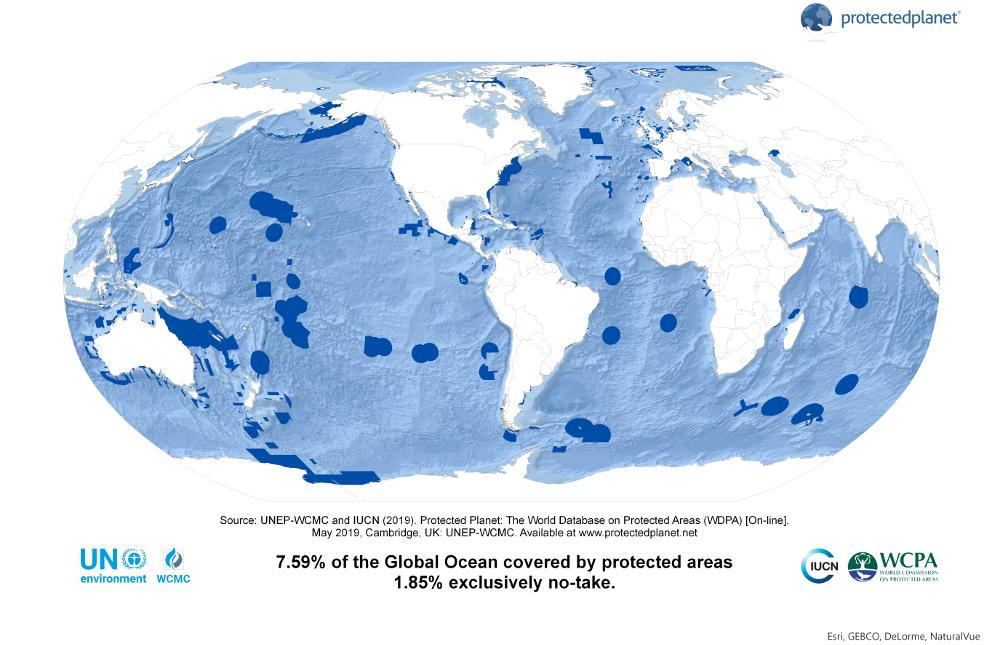 protectedplanet®
Source: UNEP-WCMC and IUCN (2019). Protected Planet: The World Database on Protected Areas (WDPA) [On-line],
May 2019, Cambridge, UK: UNEP-WCMC. Available at www.protectedplanet.net
7.59% of the Global Ocean covered by protected areas
1.85% exclusively no-take.
UN
environment
WCMC
IUCN
WCPA
WORLD COMMISSION
ON PROTECTED AREAS
Esri, GEBCO, DeLorme, NaturalVue